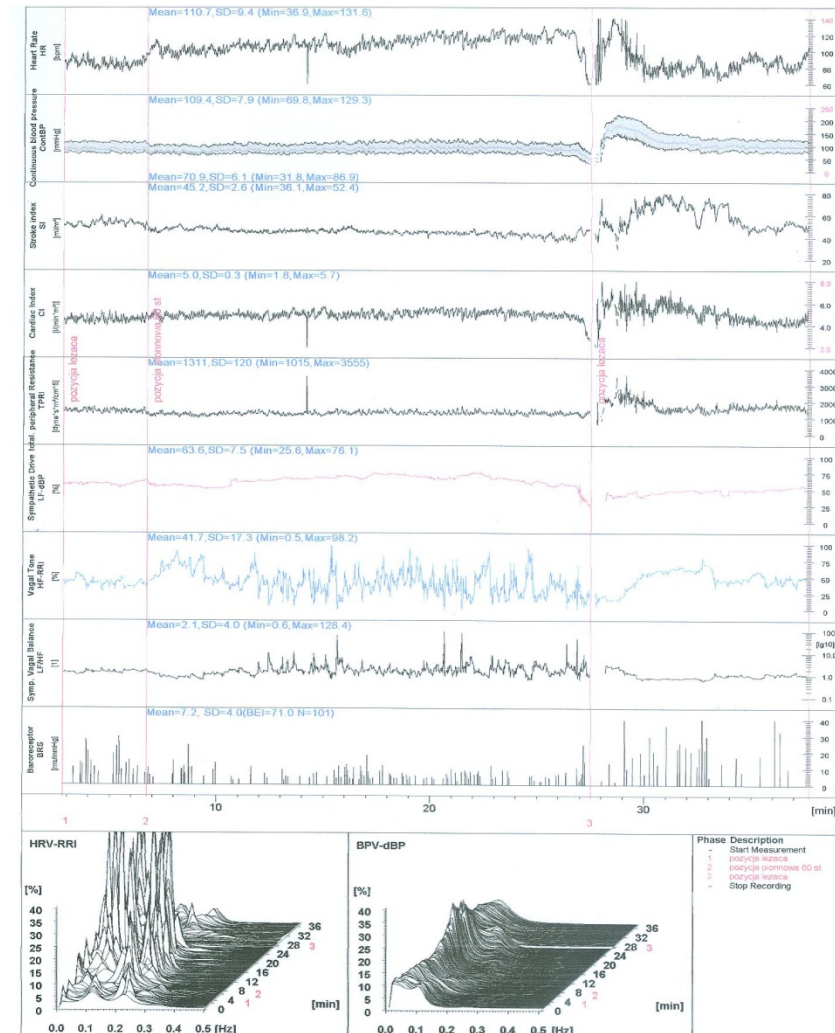 Mean=110.7,SD=9.4 (Min=36.9,Max=131.6)
Heart Rate
HR
[bpm]
140
120
100
80
60
Mean=109.4,SD=7.9 (Min=69.8,Max=129.3)
Continuous blood pressure
ContBP
[mmHg]
250
200
150
100
50
0
Mean=70.9,SD=6.1 (Min=31.8,Max=86.9)
Mean=45.2,SD=2.6 (Min=36.1,Max=52.4)
Stroke index
SI
[ml/m²]
80
60
40
20
Mean=5.0,SD=0.3 (Min=1.8,Max=5.7)
Cardiac Index
CI
[l/(min*m²)]
8.0
6.0
4.0
2.0
pozycja lezaca
pozycja pionnowa 60 st
pozycja lezaca
Mean=1311,SD=120 (Min=1015,Max=3555)
total. peripheral Resistance
TPRI
4000
3000
2000
1000
0
Mean=63.6,SD=7.5 (Min=25.6,Max=76.1)
Sympathetic Drive
LF-dBP
[%]
100
75
50
25
0
Mean=41.7,SD=17.3 (Min=0.5,Max=98.2)
Vagal Tone
HF-RRI
[%]
100
75
50
25
0
Mean=2.1,SD=4.0 (Min=0.6,Max=128.4)
Symp. Vagal Balance
LF/HF
[1]
100
[lg10]
10
1.0
0.1
Mean=7.2, SD=4.0(BEI=71.0 N=101)
Baroreceptor
BRS
[ms/mmHg]
40
30
20
10
0
10 20 30 [min]
1 2 3
HRV-RRI
[%]
40
35
30
25
20
15
10
5
0
0.0 0.1 0.2 0.3 0.4 0.5 [Hz]
0 4 8 12 16 20 24 28 32 36
1 2 3
[min]
BPV-dBP
[%]
40
35
30
25
20
15
10
5
0
0.0 0.1 0.2 0.3 0.4 0.5 [Hz]
0 4 8 12 16 20 24 28 32 36
1 2 3
[min]
Phase Description
- Start Measurement
1 pozycja lezaca
2 pozycja pionnowa 60 st
3 pozycja lezaca
- Stop Recording